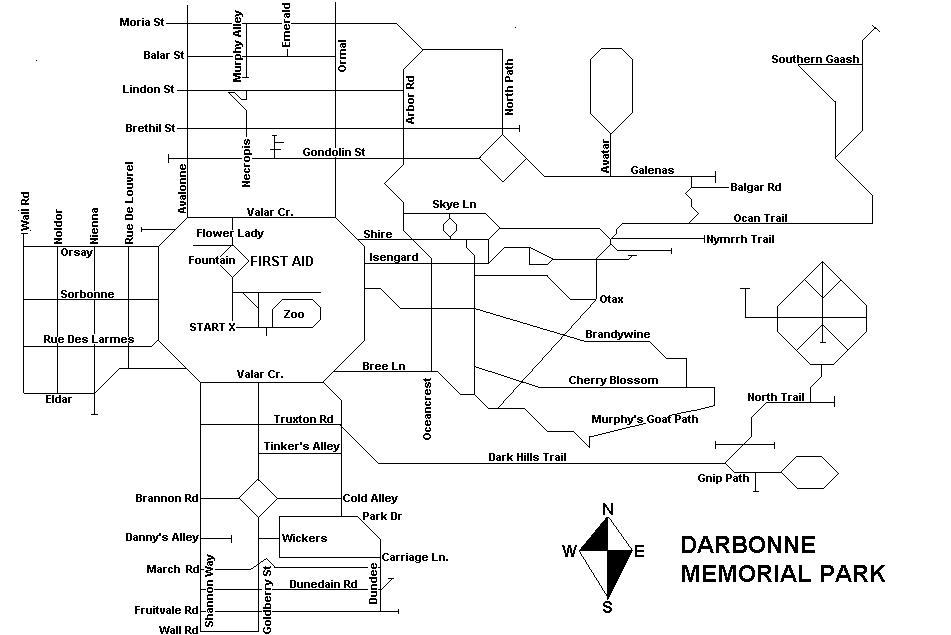 Moria St
Murphy Alley
Emerald
Ormal
Balar St
Southern Gaash
Lindon St
Arbor Rd
North Path
Brethil St
Necropis
Gondolin St
Avatar
Galenas
Avalonne
Rue De Louvrel
Balgar Rd
Wall Rd
Noldor
Nienna
Skye Ln
Valar Cr.
Ocan Trail
Flower Lady
Shire
Nymrrh Trail
Orsay
Fountain
FIRST AID
Isengard
Sorbonne
Otax
Zoo
START X
Rue Des Larmes
Brandywine
Valar Cr.
Bree Ln
Cherry Blossom
Eldar
Oceancrest
North Trail
Truxton Rd
Murphy's Goat Path
Tinker's Alley
Dark Hills Trail
Gnip Path
Brannon Rd
Cold Alley
Park Dr
Danny's Alley
Wickers
Carriage Ln.
March Rd
Shannon Way
Goldberry St
Dunedain Rd
Dundee
Fruitvale Rd
Wall Rd
N
W
E
S
DARBONNE
MEMORIAL PARK